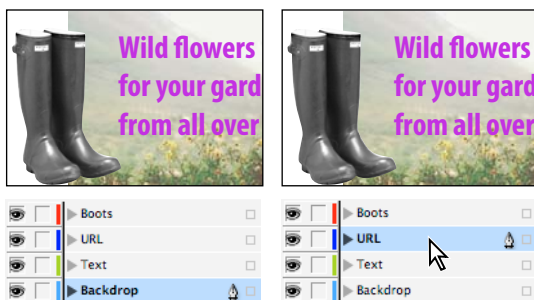 Wild flowers
for your gard
from all over
Boots
URL
Text
Backdrop
Wild flowers
for your gard
from all over
Boots
URL
Text
Backdrop